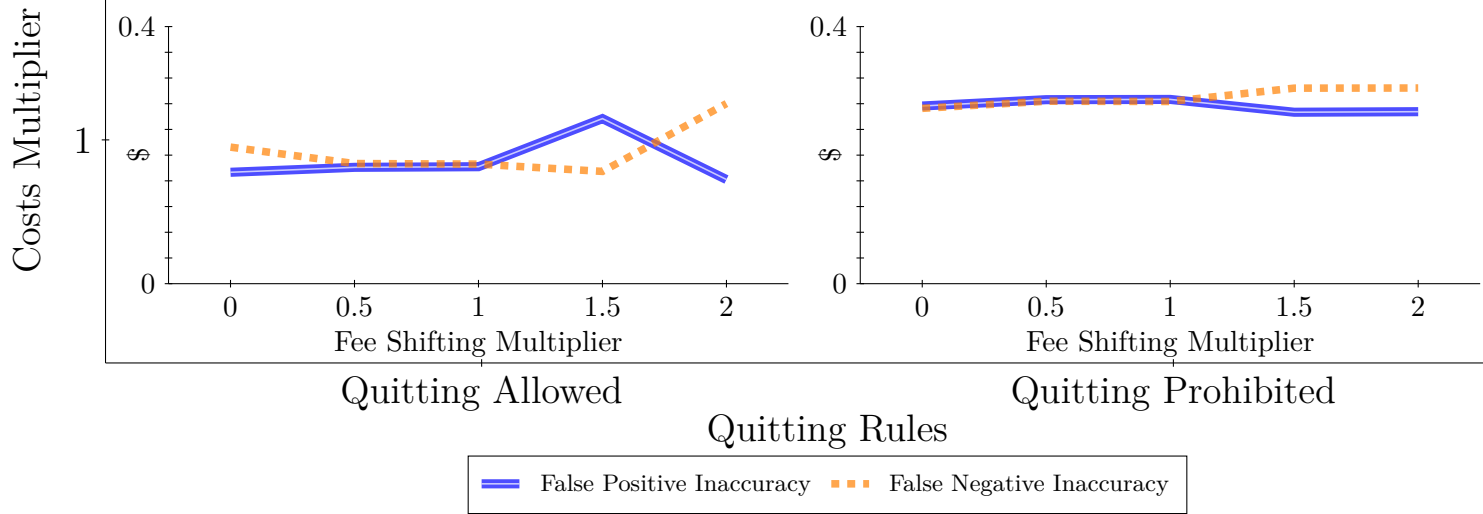 Costs Multiplier
1
0.4
$
0
0 0.5 1 1.5 2
Fee Shifting Multiplier
Quitting Allowed
0.4
$
0
0 0.5 1 1.5 2
Fee Shifting Multiplier
Quitting Prohibited
Quitting Rules
False Positive Inaccuracy False Negative Inaccuracy